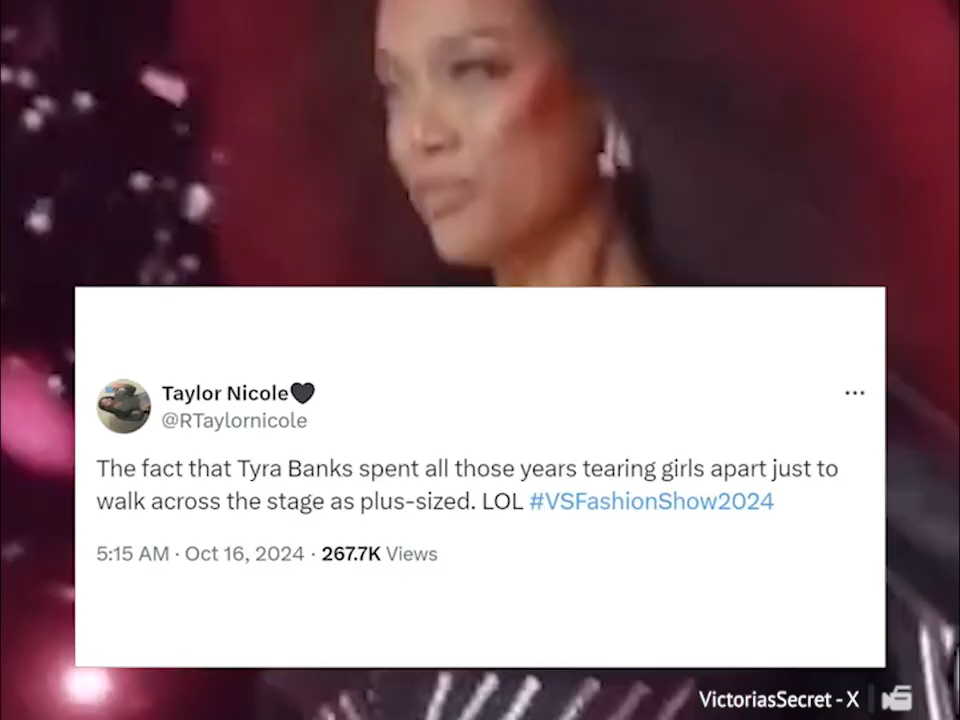 Taylor Nicole🖤
@RTaylornicole
The fact that Tyra Banks spent all those years tearing girls apart just to
walk across the stage as plus-sized. LOL #VSFashionShow2024
5:15 AM · Oct 16, 2024 · 267.7K Views
VictoriasSecret - X